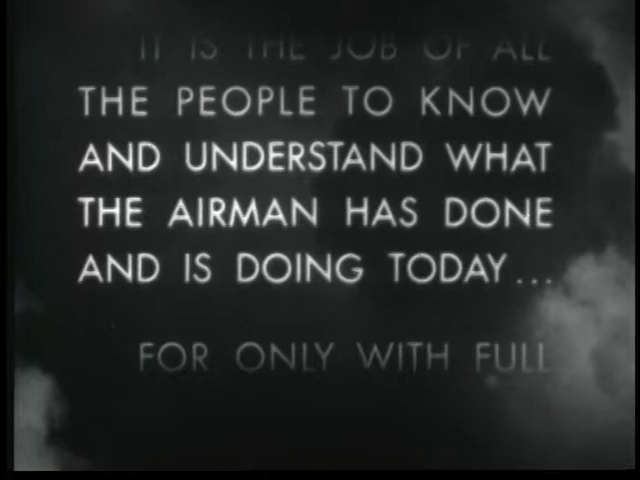 IT IS THE JOB OF ALL
THE PEOPLE TO KNOW
AND UNDERSTAND WHAT
THE AIRMAN HAS DONE
AND IS DOING TODAY...
FOR ONLY WITH FULL